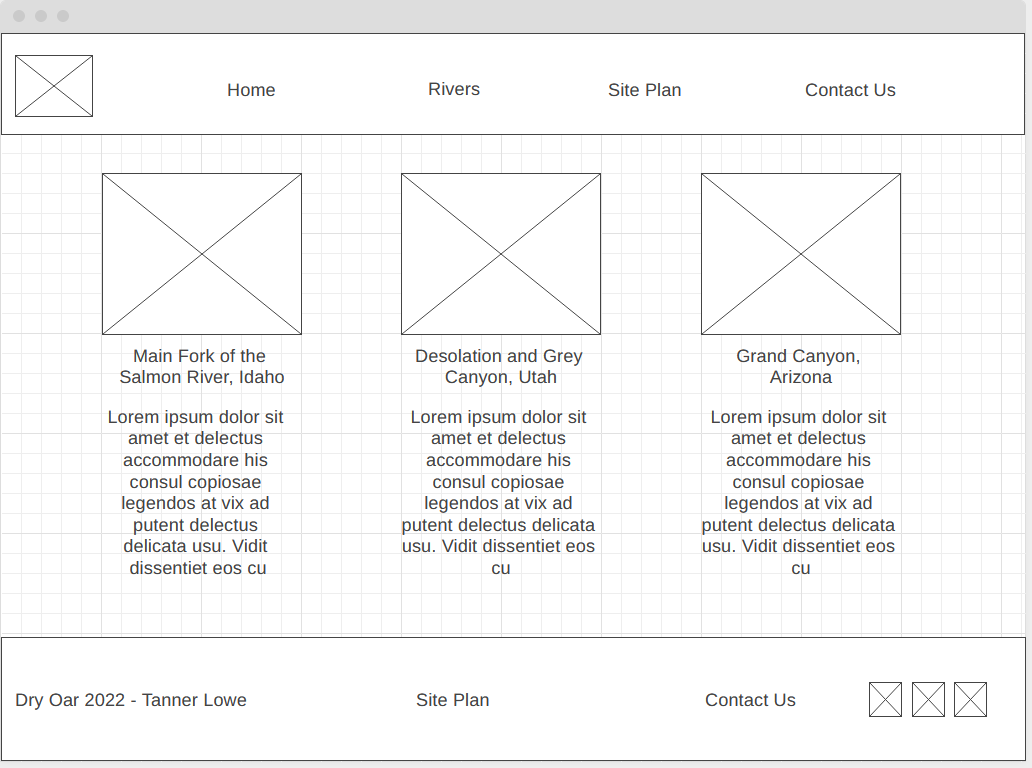 Home Rivers Site Plan Contact Us
Main Fork of the
Salmon River, Idaho
Lorem ipsum dolor sit
amet et delectus
accommodare his
consul copiosae
legendos at vix ad
putent delectus
delicata usu. Vidit
dissentiet eos cu
Desolation and Grey
Canyon, Utah
Lorem ipsum dolor sit
amet et delectus
accommodare his
consul copiosae
legendos at vix ad
putent delectus delicata
usu. Vidit dissentiet eos
cu
Grand Canyon,
Arizona
Lorem ipsum dolor sit
amet et delectus
accommodare his
consul copiosae
legendos at vix ad
putent delectus delicata
usu. Vidit dissentiet eos
cu
Dry Oar 2022 - Tanner Lowe Site Plan Contact Us